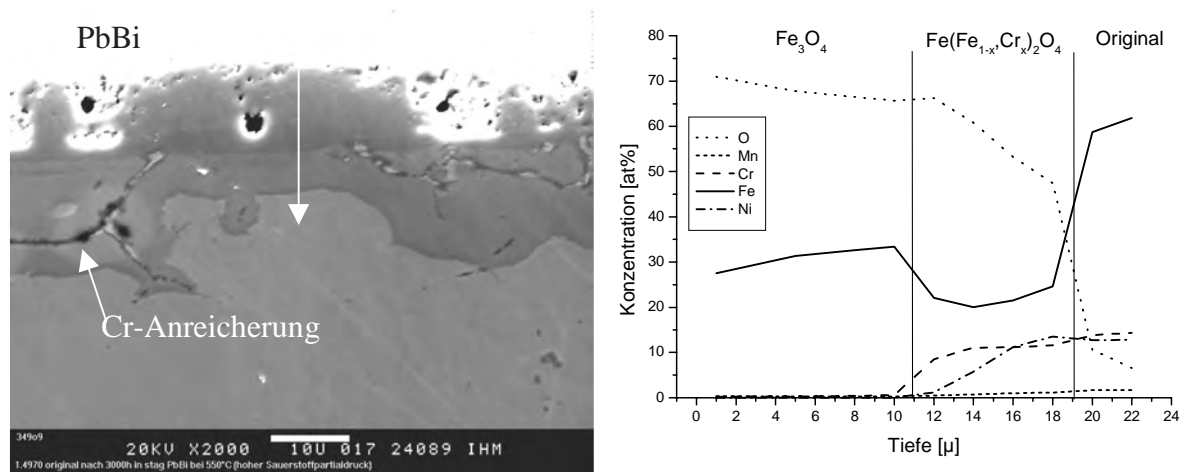 PbBi
Cr-Anreicherung
349o9
20KV X2000 10U 017 24089 IHM
1.4970 original nach 3000h in stag PbBi bei 550°C (hoher Sauerstoffpartialdruck)
Fe3O4
Fe(Fe1-x,Crx)2O4
Original
80
70
60
50
40
30
20
10
0
Konzentration [at%]
O
Mn
Cr
Fe
Ni
0 2 4 6 8 10 12 14 16 18 20 22 24
Tiefe [µ]